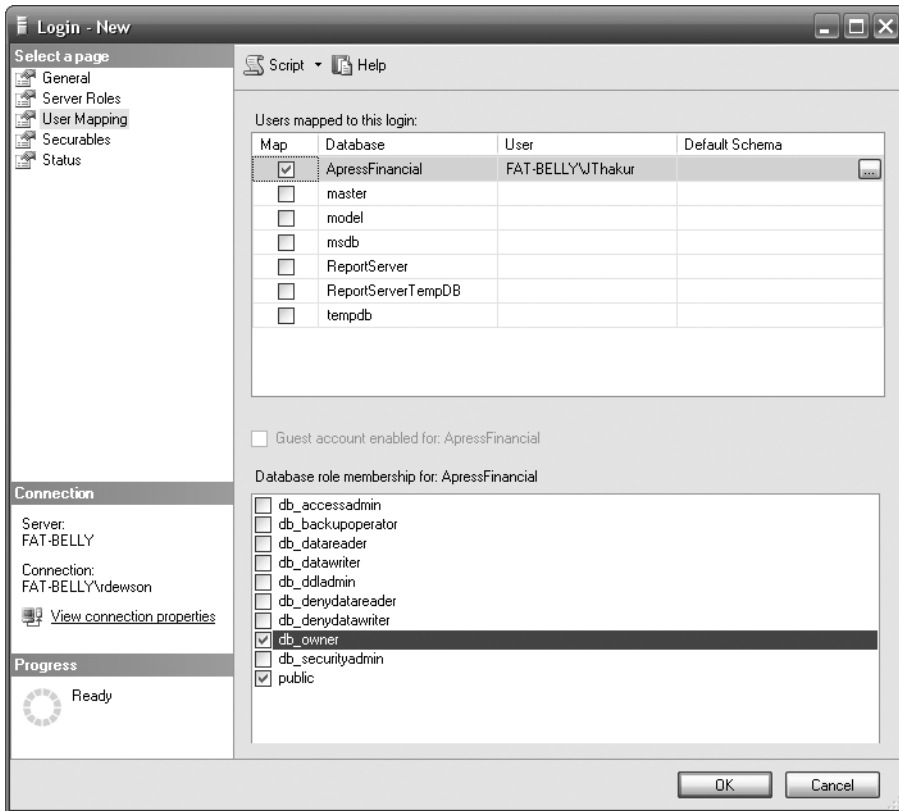 Login - New
Select a page
General
Server Roles
User Mapping
Securables
Status
Script Help
Users mapped to this login:
Map Database User Default Schema
ApressFinancial FAT-BELLY\JThakur ...
master
model
msdb
ReportServer
ReportServerTempDB
tempdb
Guest account enabled for: ApressFinancial
Database role membership for: ApressFinancial
db_accessadmin
db_backupoperator
db_datareader
db_datawriter
db_ddladmin
db_denydatareader
db_denydatawriter
db_owner
db_securityadmin
public
Connection
Server:
FAT-BELLY
Connection:
FAT-BELLY\rdewson
View connection properties
Progress
Ready
OK Cancel